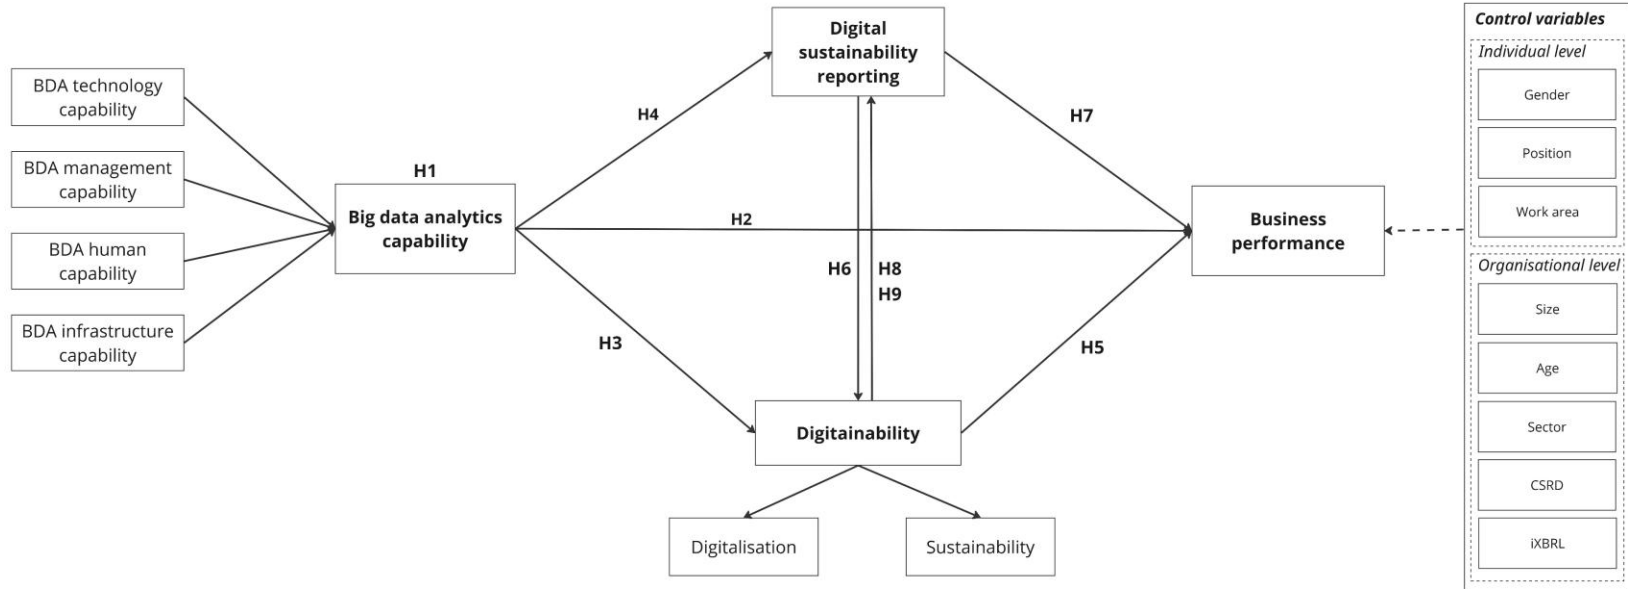 BDA technology
capability
BDA management
capability
BDA human
capability
BDA infrastructure
capability
H1
Big data analytics
capability
H4
H2
H3
Digital
sustainability
reporting
H6
H8
H9
Digitainability
Digitalisation
Sustainability
H7
H5
Business
performance
Control variables
Individual level
Gender
Position
Work area
Organisational level
Size
Age
Sector
CSRD
iXBRL